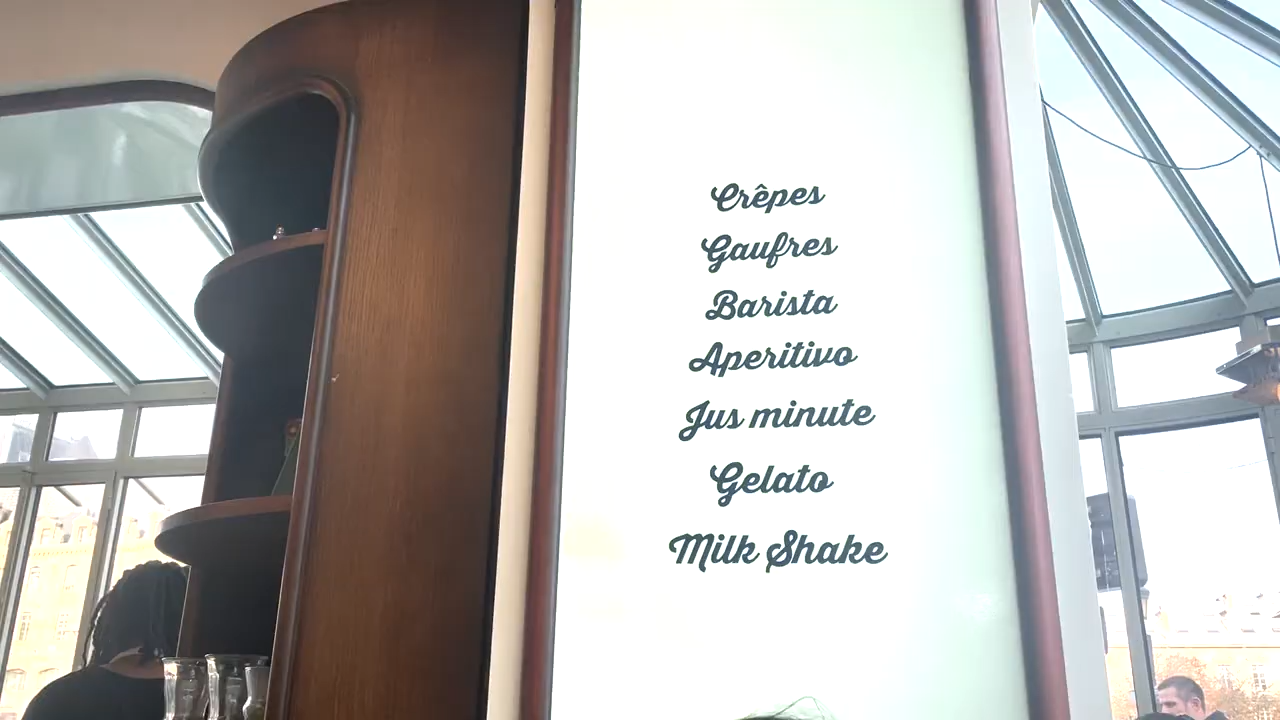 Crêpes
Gaufres
Barista
Aperitivo
Jus minute
Gelato
Milk Shake